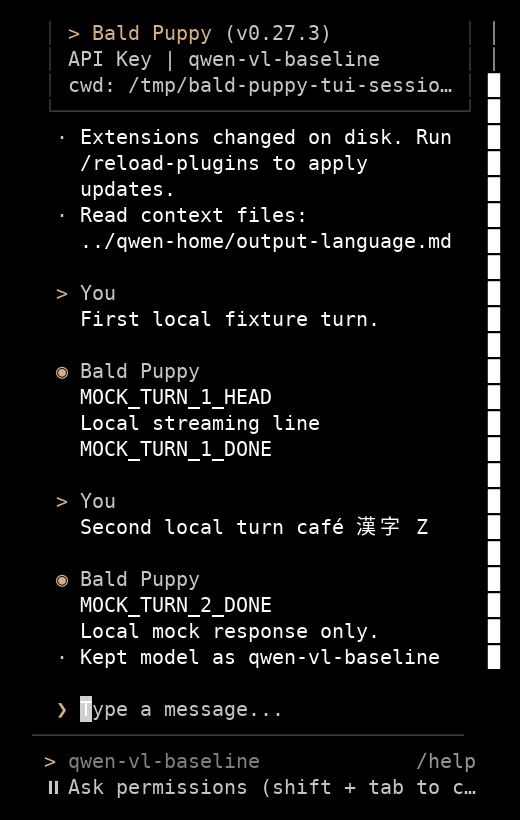 > Bald Puppy (v0.27.3)
API Key | qwen-vl-baseline
cwd: /tmp/bald-puppy-tui-sessio…
· Extensions changed on disk. Run
/reload-plugins to apply
updates.
· Read context files:
../qwen-home/output-language.md
> You
First local fixture turn.
◉ Bald Puppy
MOCK_TURN_1_HEAD
Local streaming line
MOCK_TURN_1_DONE
> You
Second local turn café 漢字 Z
◉ Bald Puppy
MOCK_TURN_2_DONE
Local mock response only.
· Kept model as qwen-vl-baseline
❯ Type a message...
> qwen-vl-baseline /help
⏸ Ask permissions (shift + tab to c…